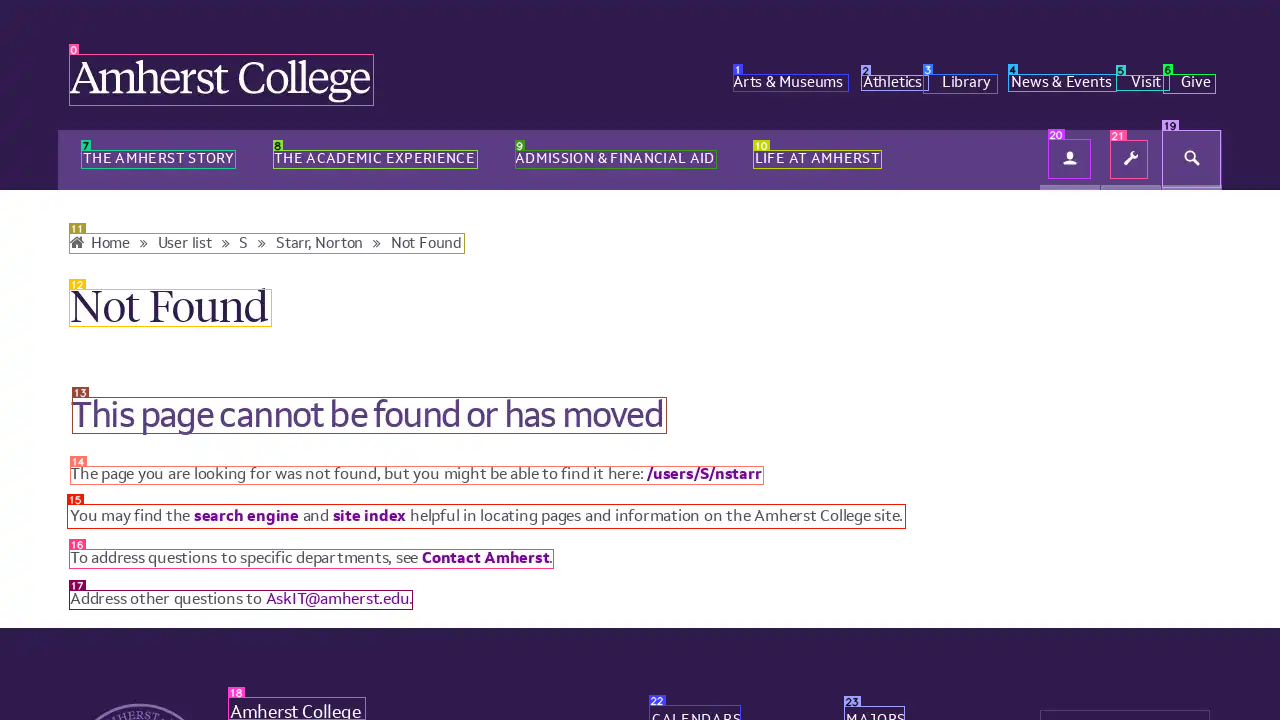 Amherst College
Arts & Museums
Athletics
Library
News & Events
Visit
Give
THE AMHERST STORY
THE ACADEMIC EXPERIENCE
ADMISSION & FINANCIAL AID
LIFE AT AMHERST
Home » User list » S » Starr, Norton » Not Found
Not Found
This page cannot be found or has moved
The page you are looking for was not found, but you might be able to find it here: /users/S/nstarr
You may find the search engine and site index helpful in locating pages and information on the Amherst College site.
To address questions to specific departments, see Contact Amherst.
Address other questions to AskIT@amherst.edu.
Amherst College
CALENDARS
MAJORS
0
1
2
3
4
5
6
7
8
9
10
11
12
13
14
15
16
17
18
19
20
21
22
23